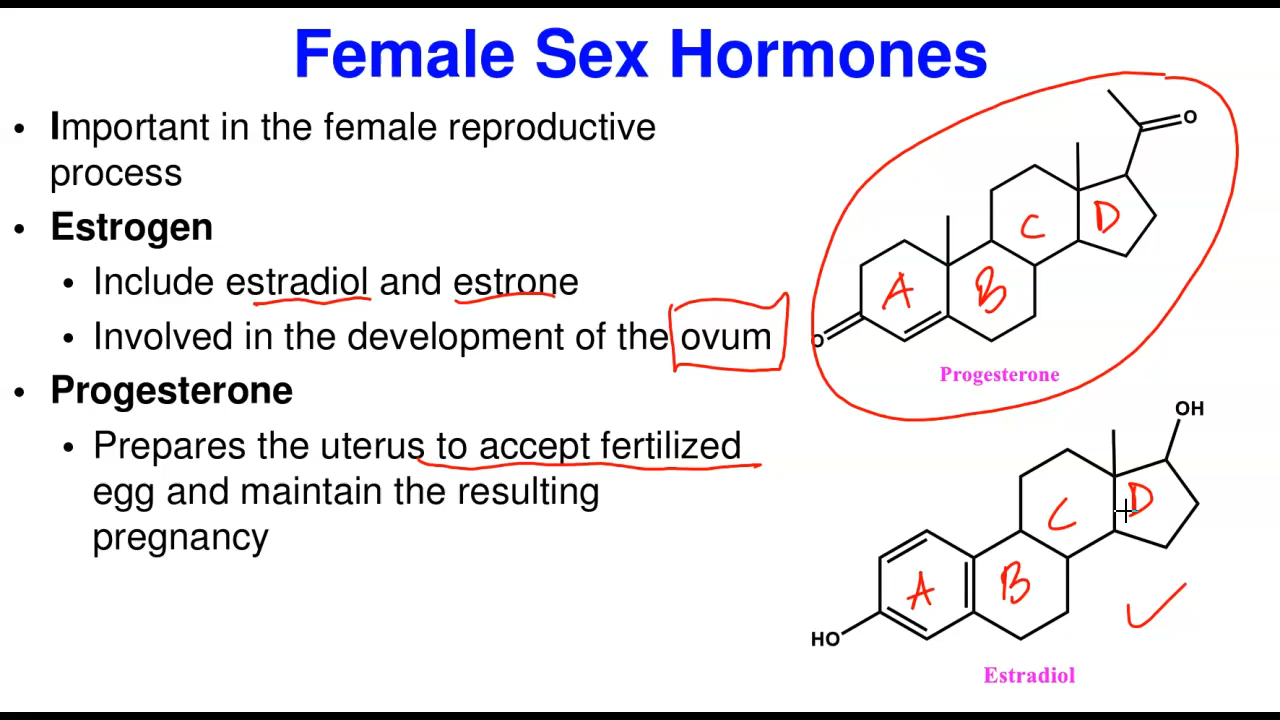 Female Sex Hormones
• Important in the female reproductive
process
• Estrogen
• Include estradiol and estrone
• Involved in the development of the ovum
• Progesterone
• Prepares the uterus to accept fertilized
egg and maintain the resulting
pregnancy
O
C D
A B
O
Progesterone
OH
C D
A B
HO
Estradiol